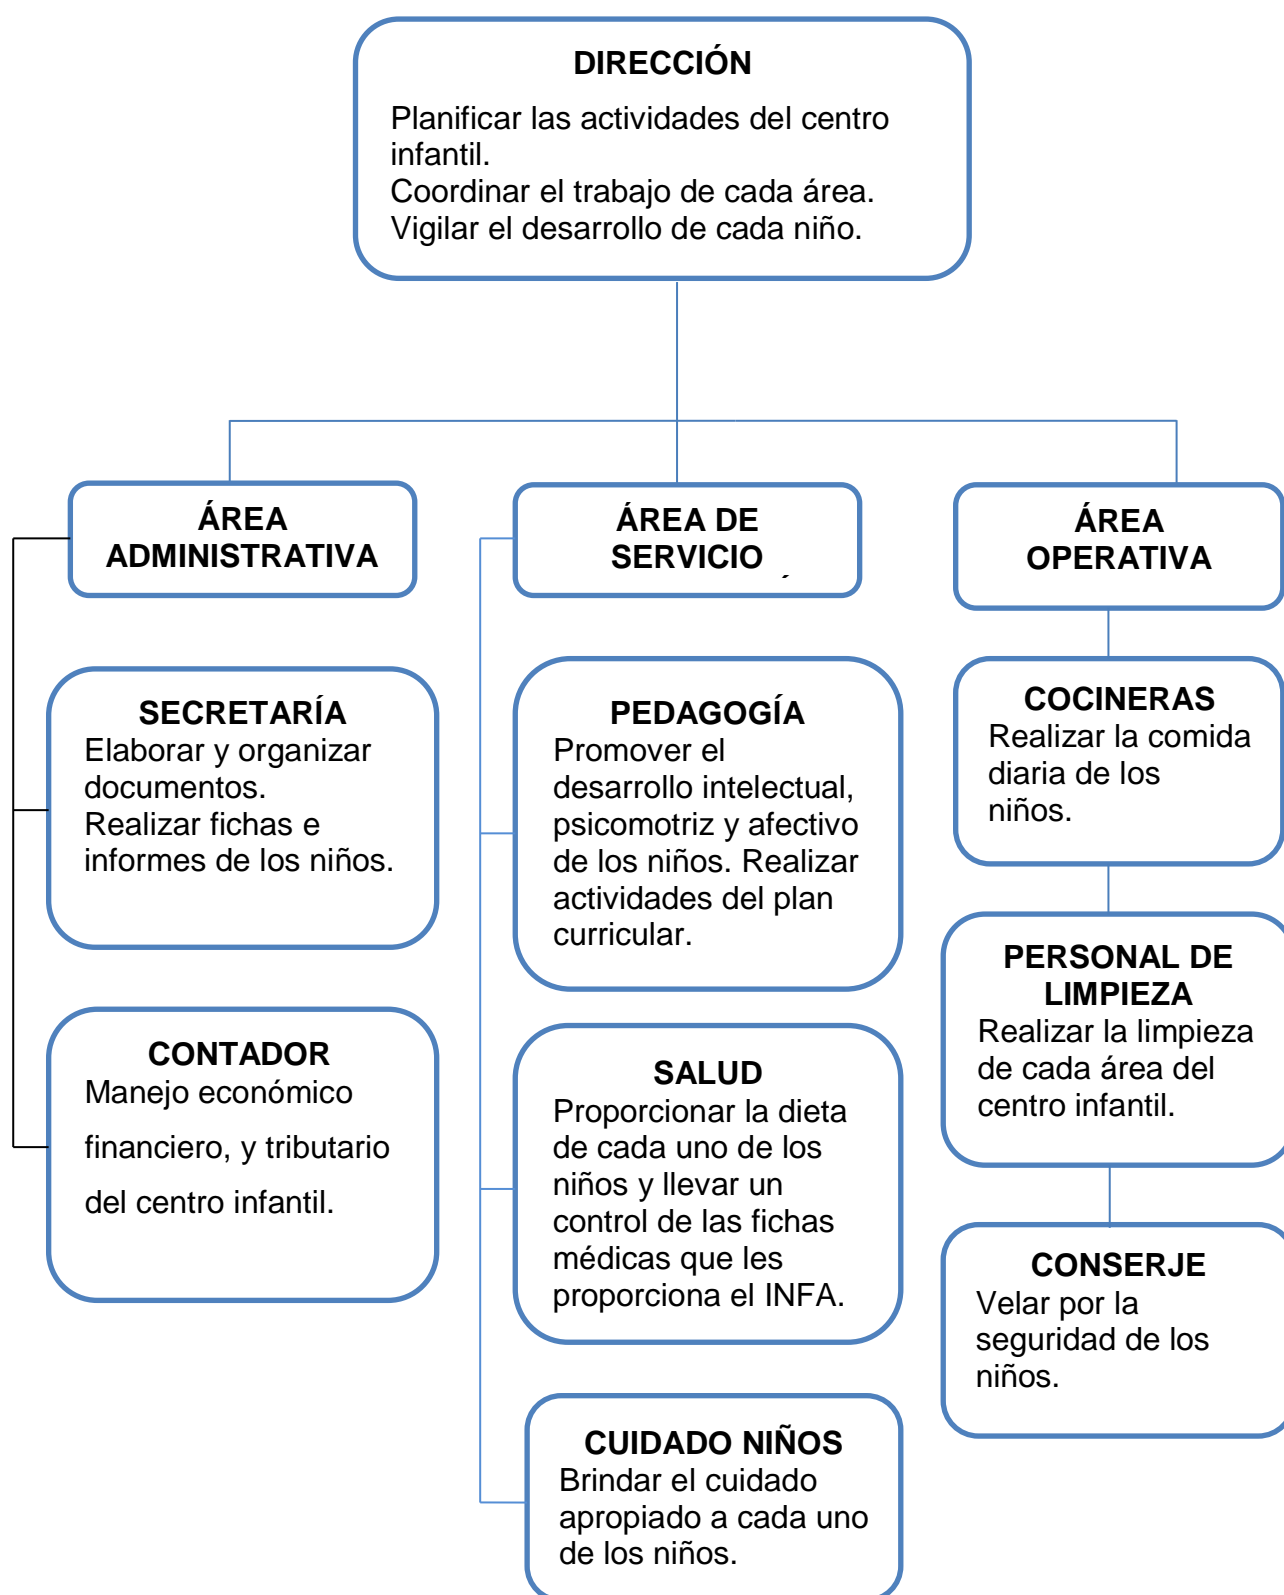 DIRECCIÓN
Planificar las actividades del centro
infantil.
Coordinar el trabajo de cada área.
Vigilar el desarrollo de cada niño.
ÁREA
ADMINISTRATIVA
ÁREA DE
SERVICIO
ÁREA
OPERATIVA
SECRETARÍA
Elaborar y organizar
documentos.
Realizar fichas e
informes de los niños.
CONTADOR
Manejo económico
financiero, y tributario
del centro infantil.
PEDAGOGÍA
Promover el
desarrollo intelectual,
psicomotriz y afectivo
de los niños. Realizar
actividades del plan
curricular.
SALUD
Proporcionar la dieta
de cada uno de los
niños y llevar un
control de las fichas
médicas que les
proporciona el INFA.
CUIDADO NIÑOS
Brindar el cuidado
apropiado a cada uno
de los niños.
COCINERAS
Realizar la comida
diaria de los
niños.
PERSONAL DE
LIMPIEZA
Realizar la limpieza
de cada área del
centro infantil.
CONSERJE
Velar por la
seguridad de los
niños.